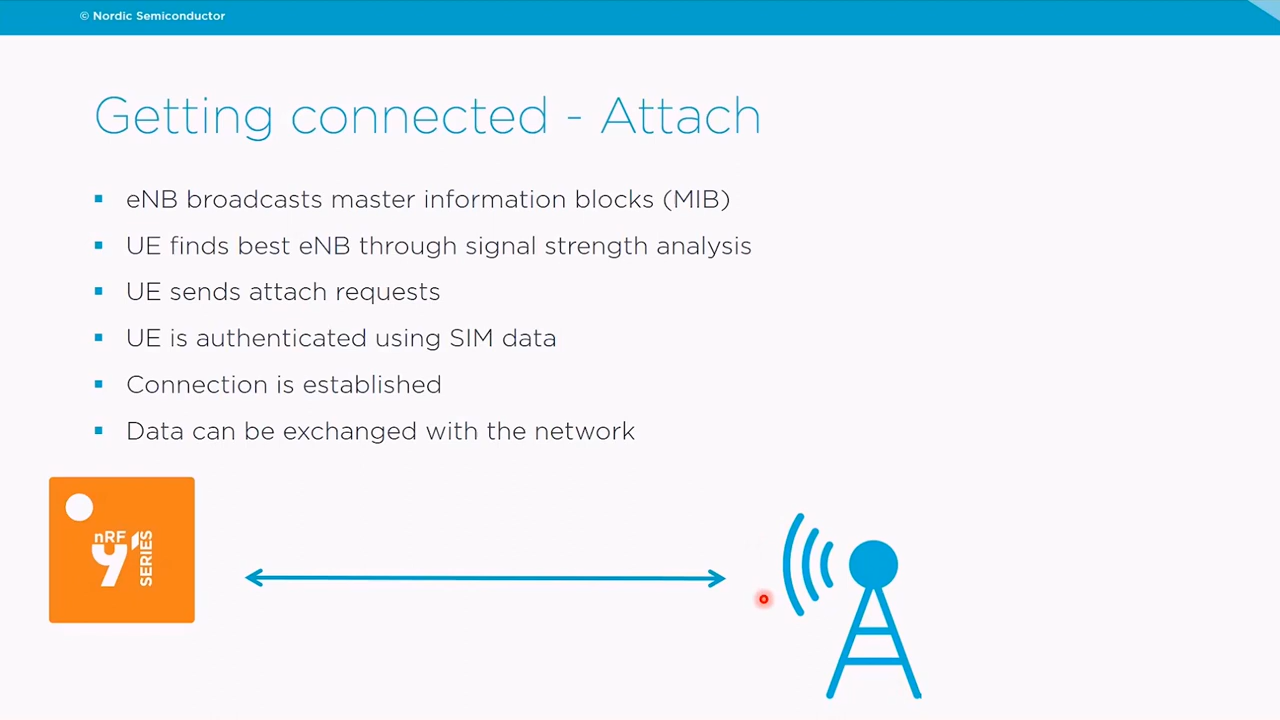 © Nordic Semiconductor
Getting connected - Attach
eNB broadcasts master information blocks (MIB)
UE finds best eNB through signal strength analysis
UE sends attach requests
UE is authenticated using SIM data
Connection is established
Data can be exchanged with the network
nRF
91
SERIES